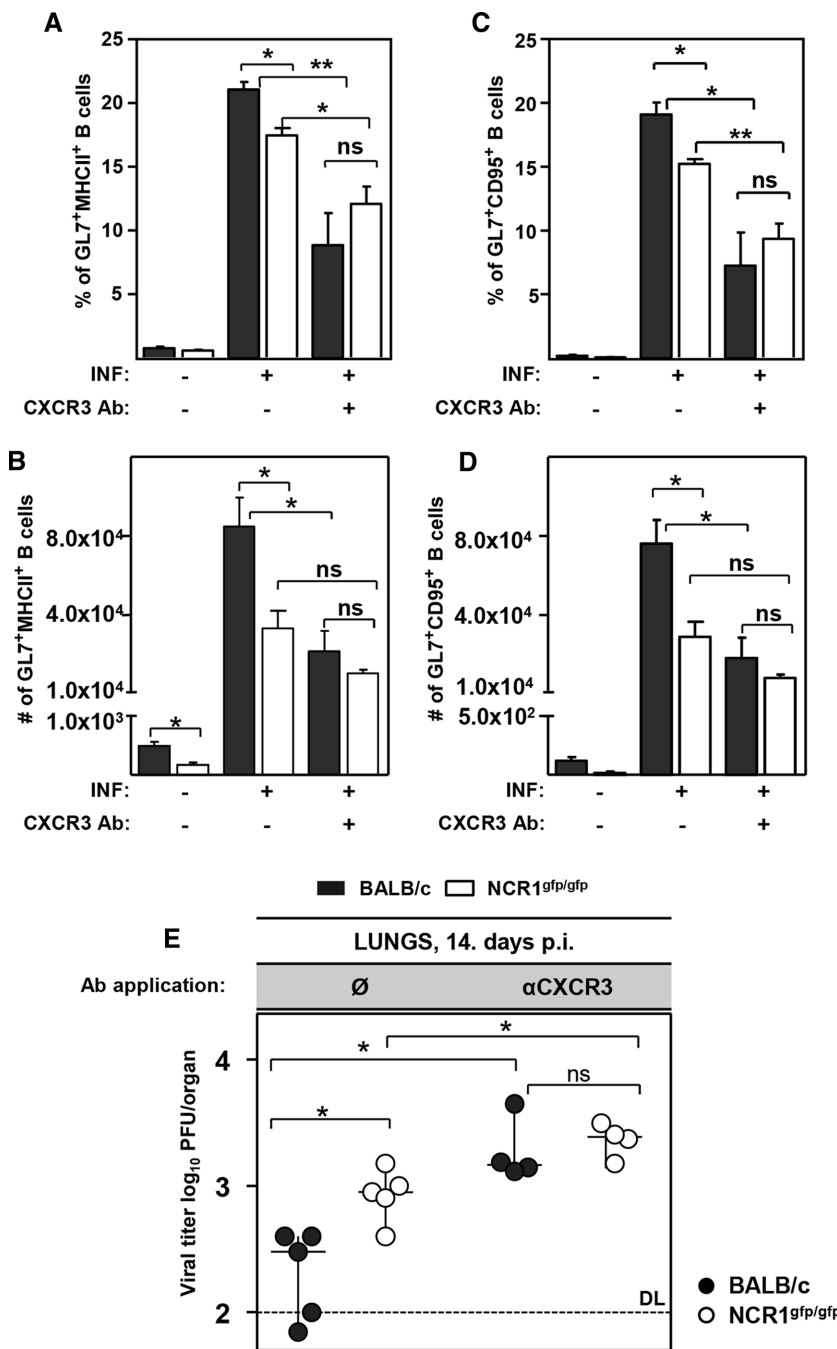 A
% of GL7⁺MHCII⁺ B cells
25
20
15
10
5
*
**
*
ns
INF: - + +
CXCR3 Ab: - - +
C
% of GL7⁺CD95⁺ B cells
25
20
15
10
5
*
*
**
ns
INF: - + +
CXCR3 Ab: - - +
B
# of GL7⁺MHCII⁺ B cells
8.0x10⁴
4.0x10⁴
1.0x10⁴
1.0x10³
*
*
*
ns
ns
INF: - + +
CXCR3 Ab: - - +
D
# of GL7⁺CD95⁺ B cells
8.0x10⁴
4.0x10⁴
1.0x10⁴
5.0x10²
*
*
ns
ns
INF: - + +
CXCR3 Ab: - - +
BALB/c NCR1ᵍᶠᵖ/ᵍᶠᵖ
E
LUNGS, 14. days p.i.
Ab application: Ø αCXCR3
Viral titer log₁₀ PFU/organ
4
3
2
*
*
*
ns
DL
BALB/c
NCR1ᵍᶠᵖ/ᵍᶠᵖ